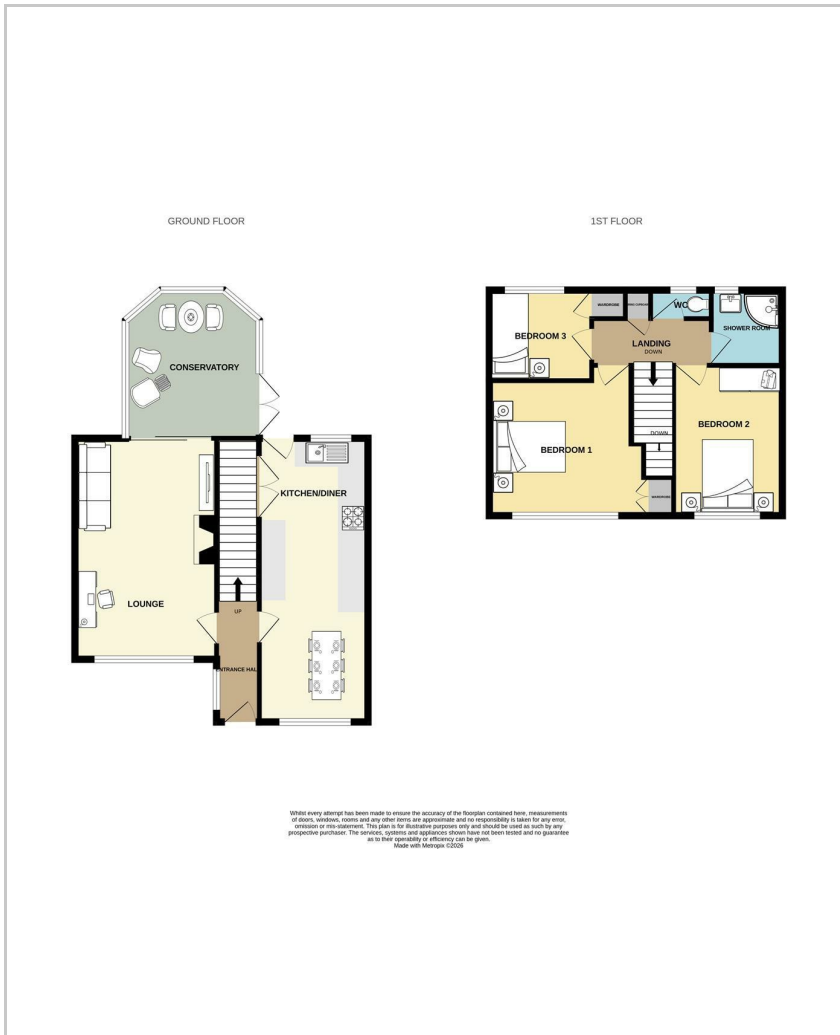 GROUND FLOOR
1ST FLOOR
CONSERVATORY
KITCHEN/DINER
LOUNGE
UP
ENTRANCE HALL
WARDROBE
WC
BEDROOM 3
SHOWER ROOM
LANDING
DOWN
BEDROOM 2
DOWN
BEDROOM 1
WARDROBE
Whilst every attempt has been made to ensure the accuracy of the floorplan contained here, measurements
of doors, windows, rooms and any other items are approximate and no responsibility is taken for any error,
omission or mis-statement. This plan is for illustrative purposes only and should be used as such by any
prospective purchaser. The services, systems and appliances shown have not been tested and no guarantee
as to their operability or efficiency can be given.
Made with Metropix ©2026